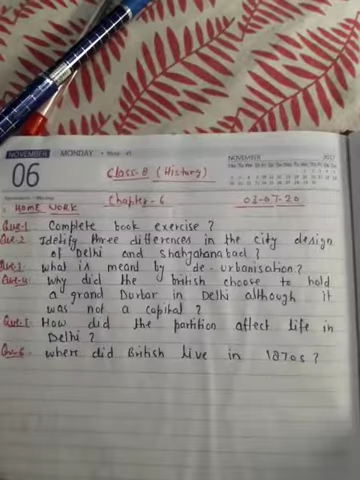 NOVEMBER MONDAY • Week 45
06
NOVEMBER 2017
Class-8 (History)
Chapter-6 03-07-20
HOME WORK
Que-1 Complete book exercise ?
Que-2 Idetify three differences in the city design
of Delhi and Shahjahanabad ?
Que-3 What is meant by de-urbanisation ?
Que-4 Why did the british choose to hold
a grand Durbar in Delhi although it
was not a capital ?
Que-5 How did the partition affect life in
Delhi ?
Que-6 where did British live in 1870s ?